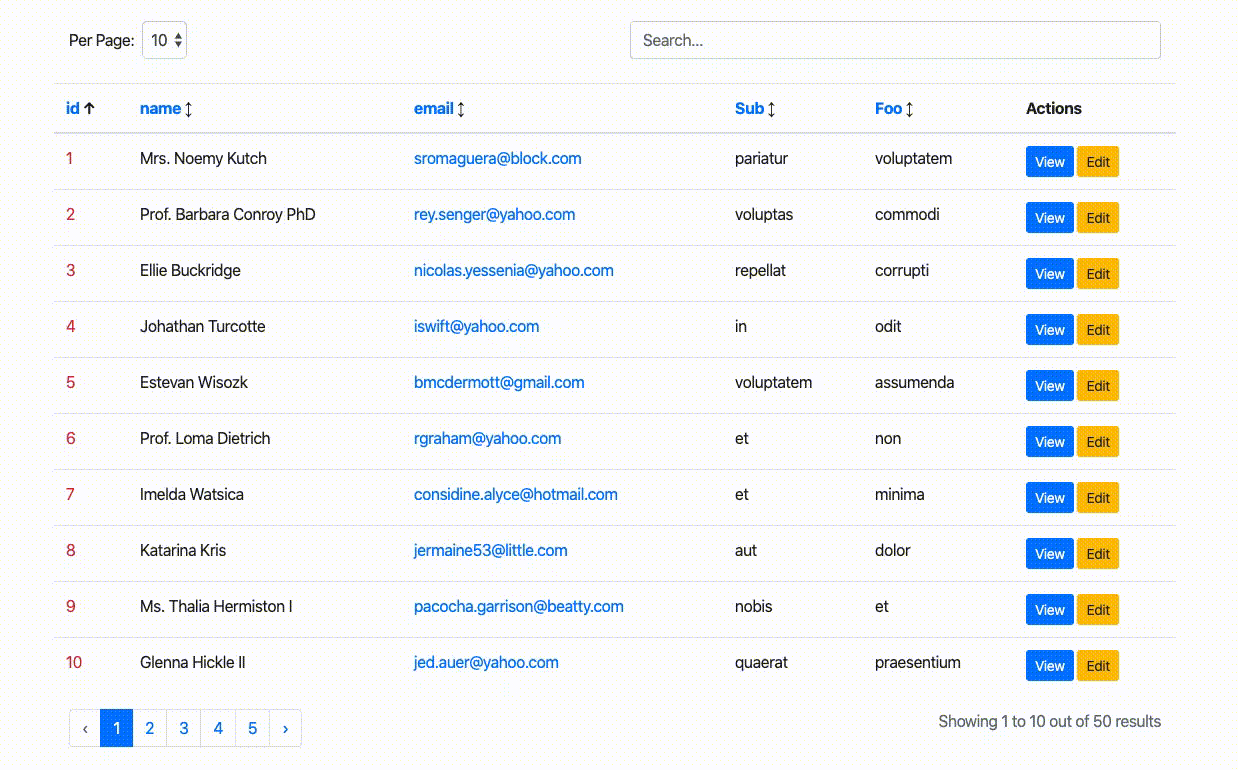 Per Page: 10 Search...
id name email Sub Foo Actions
1 Mrs. Noemy Kutch sromaguera@block.com pariatur voluptatem View Edit
2 Prof. Barbara Conroy PhD rey.senger@yahoo.com voluptas commodi View Edit
3 Ellie Buckridge nicolas.yessenia@yahoo.com repellat corrupti View Edit
4 Johathan Turcotte iswift@yahoo.com in odit View Edit
5 Estevan Wisozk bmcdermott@gmail.com voluptatem assumenda View Edit
6 Prof. Loma Dietrich rgraham@yahoo.com et non View Edit
7 Imelda Watsica considine.alyce@hotmail.com et minima View Edit
8 Katarina Kris jermaine53@little.com aut dolor View Edit
9 Ms. Thalia Hermiston I pacocha.garrison@beatty.com nobis et View Edit
10 Glenna Hickle II jed.auer@yahoo.com quaerat praesentium View Edit
‹ 1 2 3 4 5 › Showing 1 to 10 out of 50 results